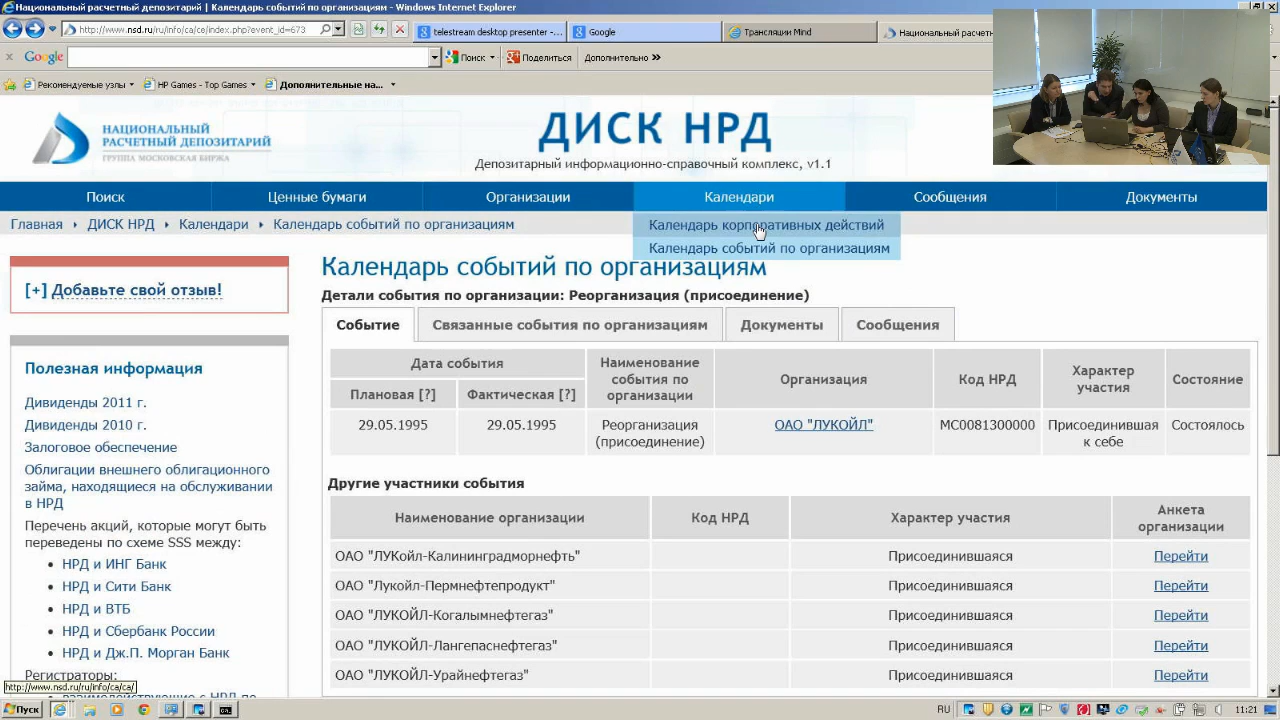 Национальный расчетный депозитарий | Календарь событий по организациям - Windows Internet Explorer
http://www.nsd.ru/ru/info/ca/ce/index.php?event_id=673
telestream desktop presenter -...
Google
Трансляции Mind
Национальный расчетн
Google
Поиск
Поделиться
Дополнительно »
Рекомендуемые узлы
HP Games - Top Games
Дополнительные на...
НАЦИОНАЛЬНЫЙ
РАСЧЕТНЫЙ ДЕПОЗИТАРИЙ
ГРУППА МОСКОВСКАЯ БИРЖА
ДИСК НРД
Депозитарный информационно-справочный комплекс, v1.1
Поиск
Ценные бумаги
Организации
Календари
Сообщения
Документы
Главная
ДИСК НРД
Календари
Календарь событий по организациям
Календарь корпоративных действий
Календарь событий по организациям
[+] Добавьте свой отзыв!
Календарь событий по организациям
Детали события по организации: Реорганизация (присоединение)
Событие
Связанные события по организациям
Документы
Сообщения
Дата события
Плановая [?]
Фактическая [?]
Наименование
события по
организации
Организация
Код НРД
Характер
участия
Состояние
29.05.1995
29.05.1995
Реорганизация
(присоединение)
ОАО "ЛУКОЙЛ"
MC0081300000
Присоединившая
к себе
Состоялось
Другие участники события
Наименование организации
Код НРД
Характер участия
Анкета
организации
ОАО "ЛУКойл-Калининградморнефть"
Присоединившаяся
Перейти
ОАО "Лукойл-Пермнефтепродукт"
Присоединившаяся
Перейти
ОАО "ЛУКОЙЛ-Когалымнефтегаз"
Присоединившаяся
Перейти
ОАО "ЛУКОЙЛ-Лангепаснефтегаз"
Присоединившаяся
Перейти
ОАО "ЛУКОЙЛ-Урайнефтегаз"
Присоединившаяся
Перейти
Полезная информация
Дивиденды 2011 г.
Дивиденды 2010 г.
Залоговое обеспечение
Облигации внешнего облигационного
займа, находящиеся на обслуживании
в НРД
Перечень акций, которые могут быть
переведены по схеме SSS между:
НРД и ИНГ Банк
НРД и Сити Банк
НРД и ВТБ
НРД и Сбербанк России
НРД и Дж.П. Морган Банк
Регистраторы:
взаимодействующие с НРД по
http://www.nsd.ru/ru/info/ca/ca/
Пуск
RU
11:21